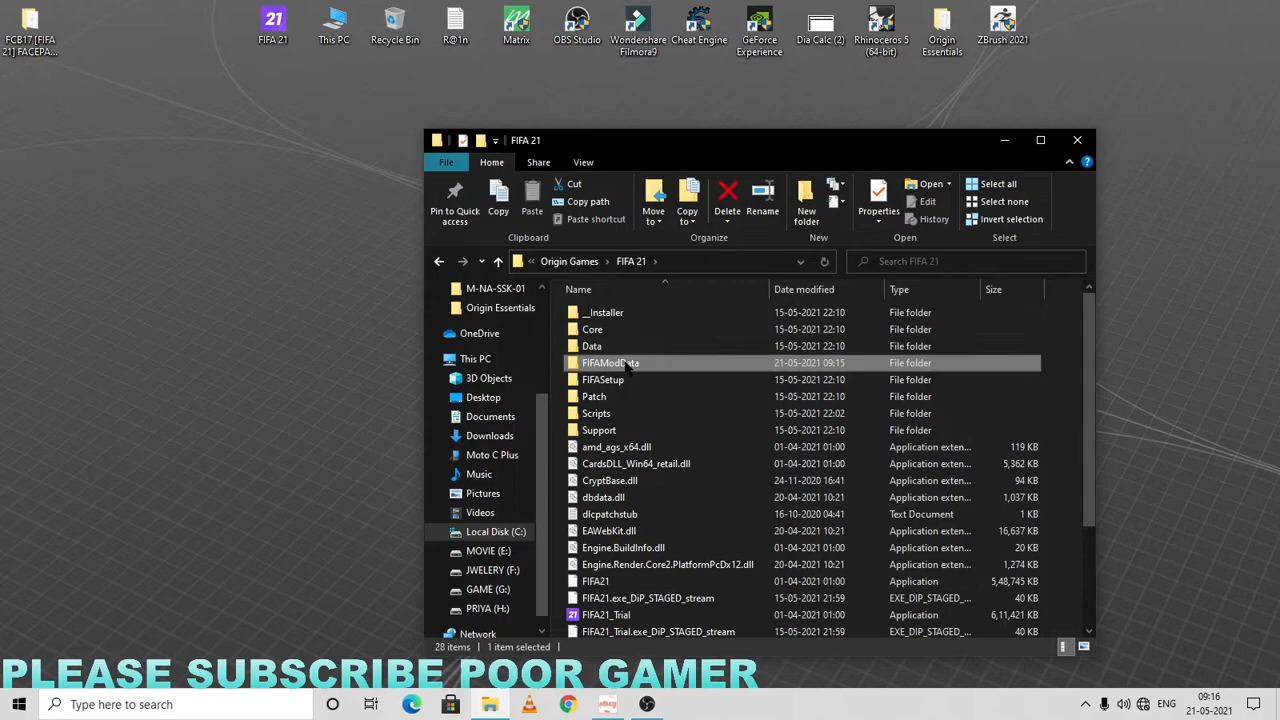 FCB17 [FIFA 21] FACEPA...
FIFA 21
This PC
Recycle Bin
R@1n
Matrix
OBS Studio
Wondershare Filmora9
Cheat Engine
GeForce Experience
Dia Calc (2)
Rhinoceros 5 (64-bit)
Origin Essentials
ZBrush 2021
FIFA 21
File Home Share View
Pin to Quick access
Copy
Paste
Cut
Copy path
Paste shortcut
Move to
Copy to
Delete
Rename
New folder
Properties
Open
Edit
History
Select all
Select none
Invert selection
Clipboard Organize New Open Select
Origin Games > FIFA 21 >
Search FIFA 21
M-NA-SSK-01
Origin Essentials
OneDrive
This PC
3D Objects
Desktop
Documents
Downloads
Moto C Plus
Music
Pictures
Videos
Local Disk (C:)
MOVIE (E:)
JWELERY (F:)
GAME (G:)
PRIYA (H:)
Network
Name Date modified Type Size
__Installer 15-05-2021 22:10 File folder
Core 15-05-2021 22:10 File folder
Data 15-05-2021 22:10 File folder
FIFAModData 21-05-2021 09:15 File folder
FIFASetup 15-05-2021 22:10 File folder
Patch 15-05-2021 22:10 File folder
Scripts 15-05-2021 22:02 File folder
Support 15-05-2021 22:10 File folder
amd_ags_x64.dll 01-04-2021 01:00 Application exten... 119 KB
CardsDLL_Win64_retail.dll 01-04-2021 01:00 Application exten... 5,362 KB
CryptBase.dll 24-11-2020 16:41 Application exten... 94 KB
dbdata.dll 20-04-2021 10:21 Application exten... 1,037 KB
dlcpatchstub 16-10-2020 04:41 Text Document 1 KB
EAWebKit.dll 20-04-2021 10:21 Application exten... 16,637 KB
Engine.BuildInfo.dll 01-04-2021 01:00 Application exten... 20 KB
Engine.Render.Core2.PlatformPcDx12.dll 20-04-2021 10:21 Application exten... 1,274 KB
FIFA21 01-04-2021 01:00 Application 5,48,745 KB
FIFA21.exe_DiP_STAGED_stream 15-05-2021 21:59 EXE_DIP_STAGED_... 40 KB
FIFA21_Trial 01-04-2021 01:00 Application 6,11,421 KB
FIFA21_Trial.exe_DiP_STAGED_stream 15-05-2021 21:59 EXE_DIP_STAGED_... 40 KB
28 items 1 item selected
PLEASE SUBSCRIBE POOR GAMER
Type here to search
ENG
09:16
21-05-2021